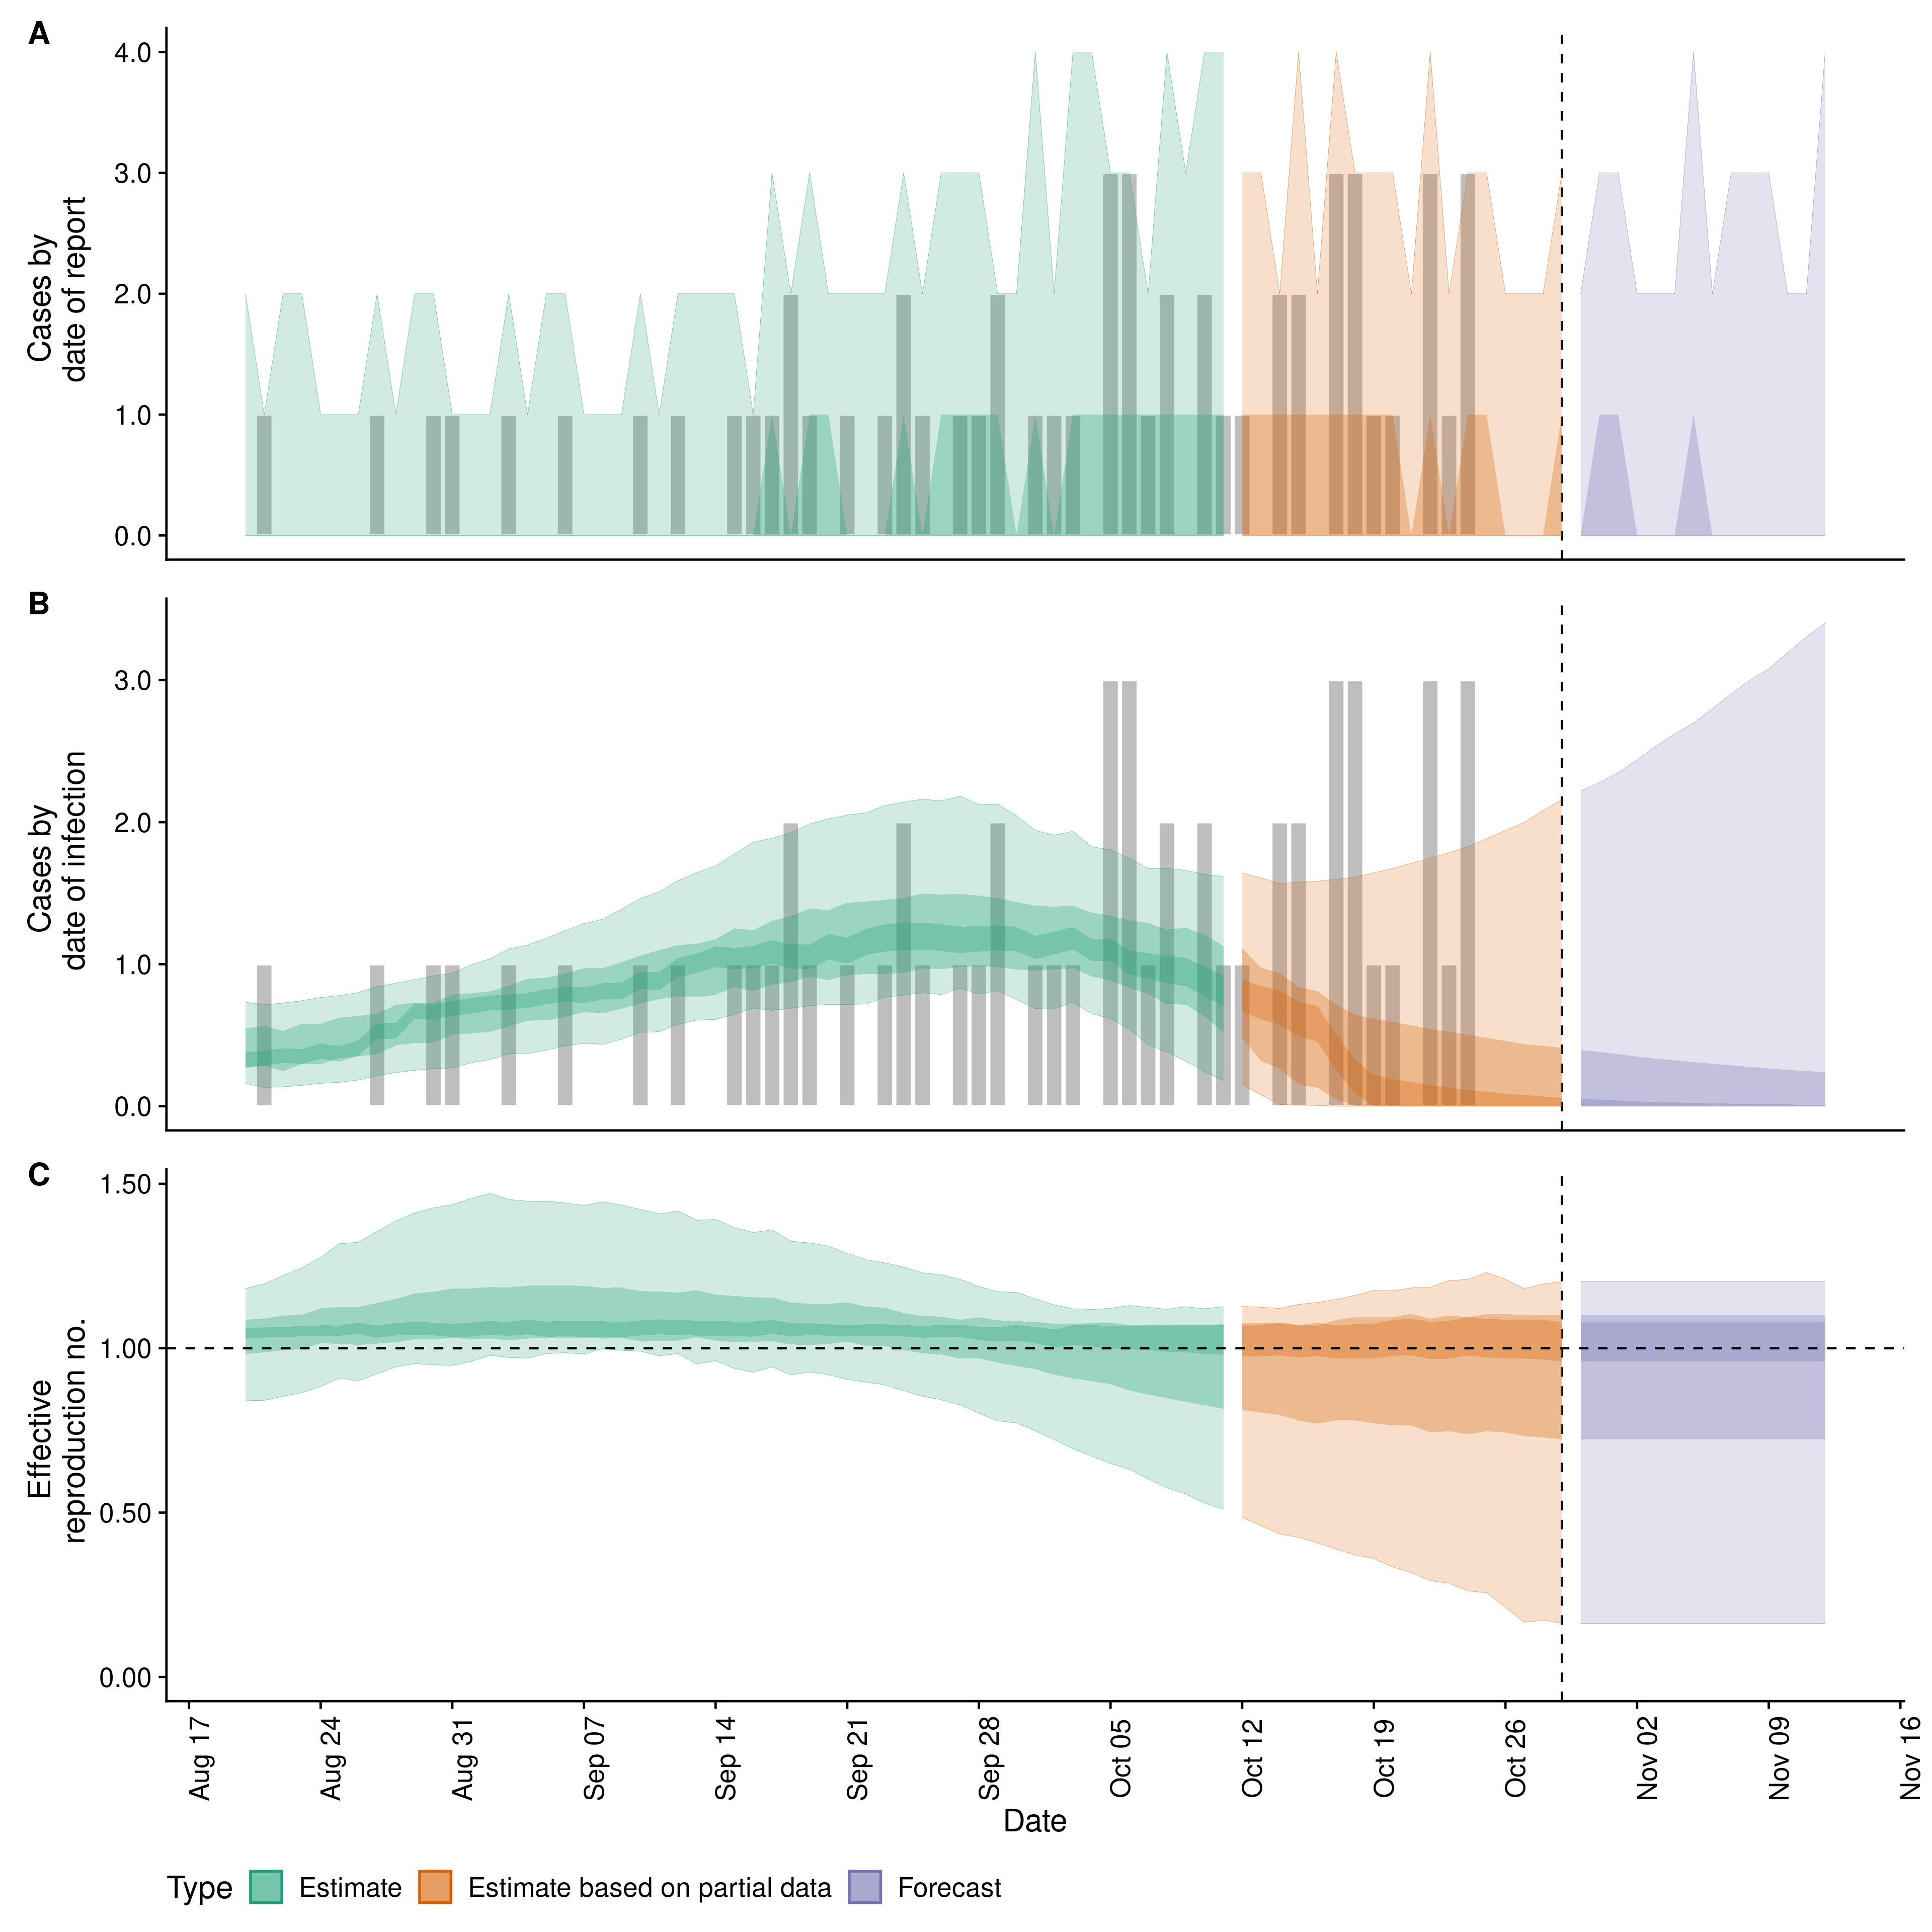 A
4.0
3.0
2.0
1.0
0.0
Cases by
date of report
B
3.0
2.0
1.0
0.0
Cases by
date of infection
C
1.50
1.00
0.50
0.00
Effective
reproduction no.
Aug 17
Aug 24
Aug 31
Sep 07
Sep 14
Sep 21
Sep 28
Oct 05
Oct 12
Oct 19
Oct 26
Nov 02
Nov 09
Nov 16
Date
Type Estimate Estimate based on partial data Forecast